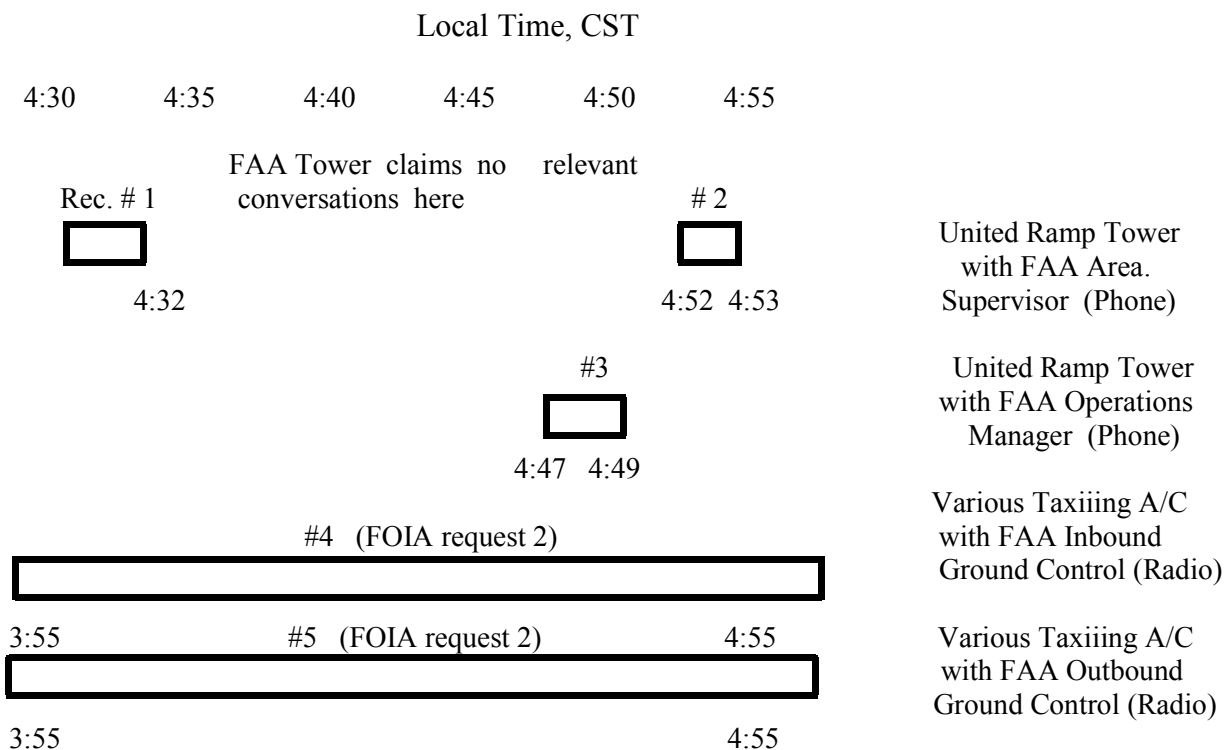 Local Time, CST
4:30 4:35 4:40 4:45 4:50 4:55
FAA Tower claims no relevant
Rec. # 1 conversations here # 2
United Ramp Tower
with FAA Area.
4:32 4:52 4:53 Supervisor (Phone)
#3 United Ramp Tower
with FAA Operations
Manager (Phone)
4:47 4:49
Various Taxiiing A/C
#4 (FOIA request 2) with FAA Inbound
Ground Control (Radio)
3:55 #5 (FOIA request 2) 4:55 Various Taxiiing A/C
with FAA Outbound
Ground Control (Radio)
3:55 4:55